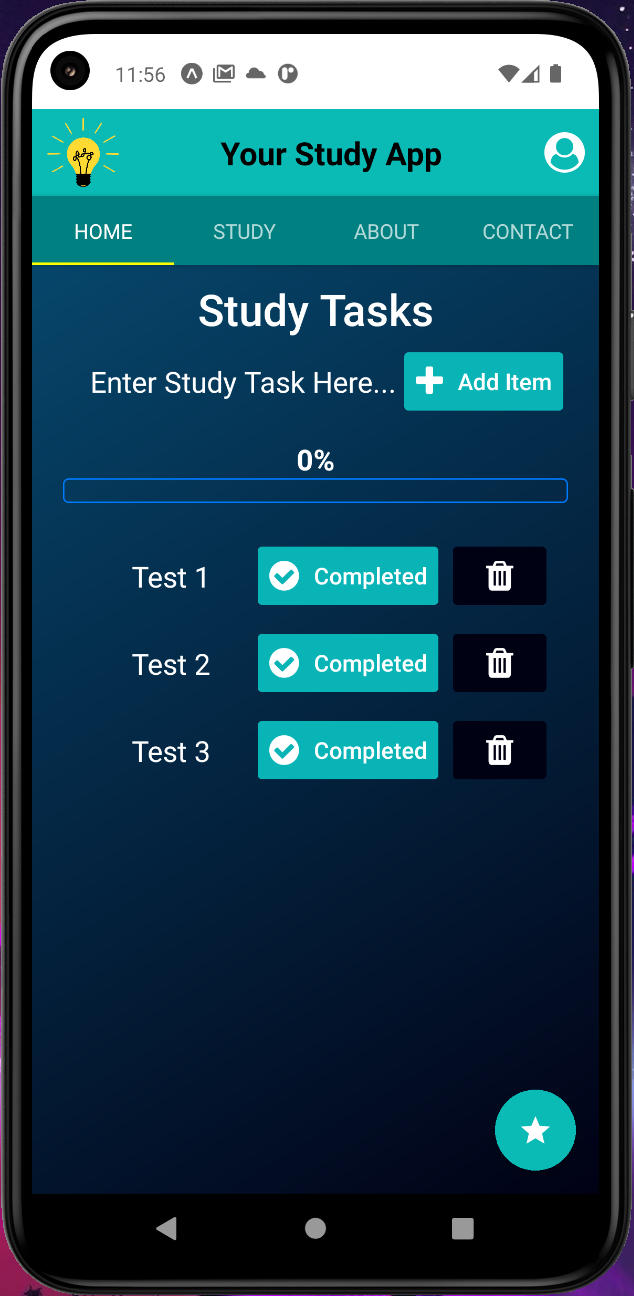 11:56
Your Study App
HOME STUDY ABOUT CONTACT
Study Tasks
Enter Study Task Here... Add Item
0%
Test 1 Completed
Test 2 Completed
Test 3 Completed